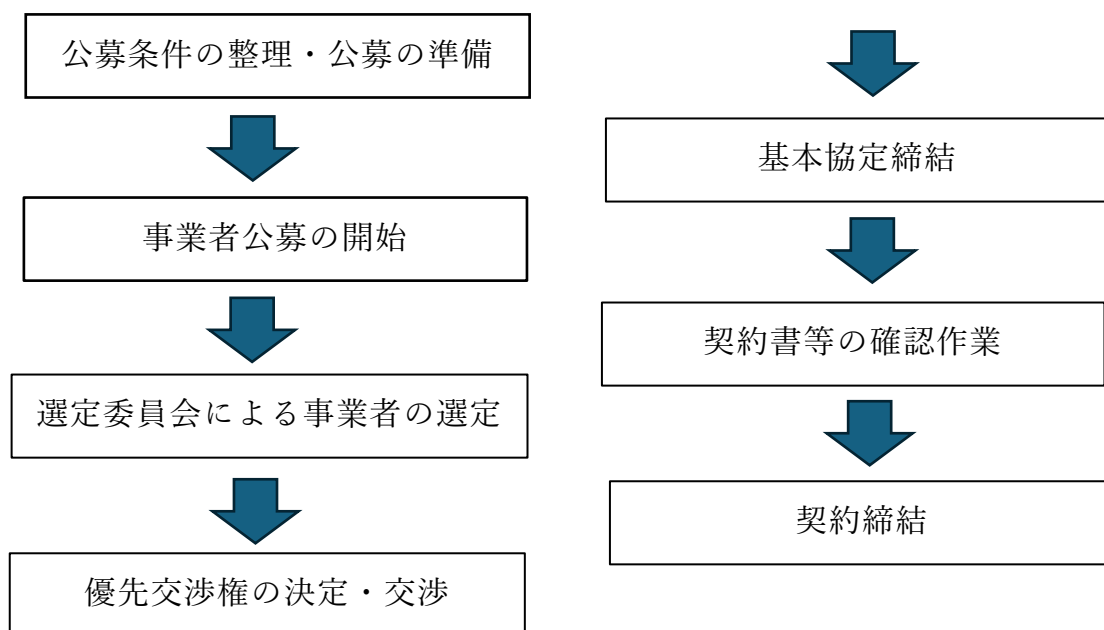 公募条件の整理・公募の準備
事業者公募の開始
選定委員会による事業者の選定
優先交渉権の決定・交渉
基本協定締結
契約書等の確認作業
契約締結